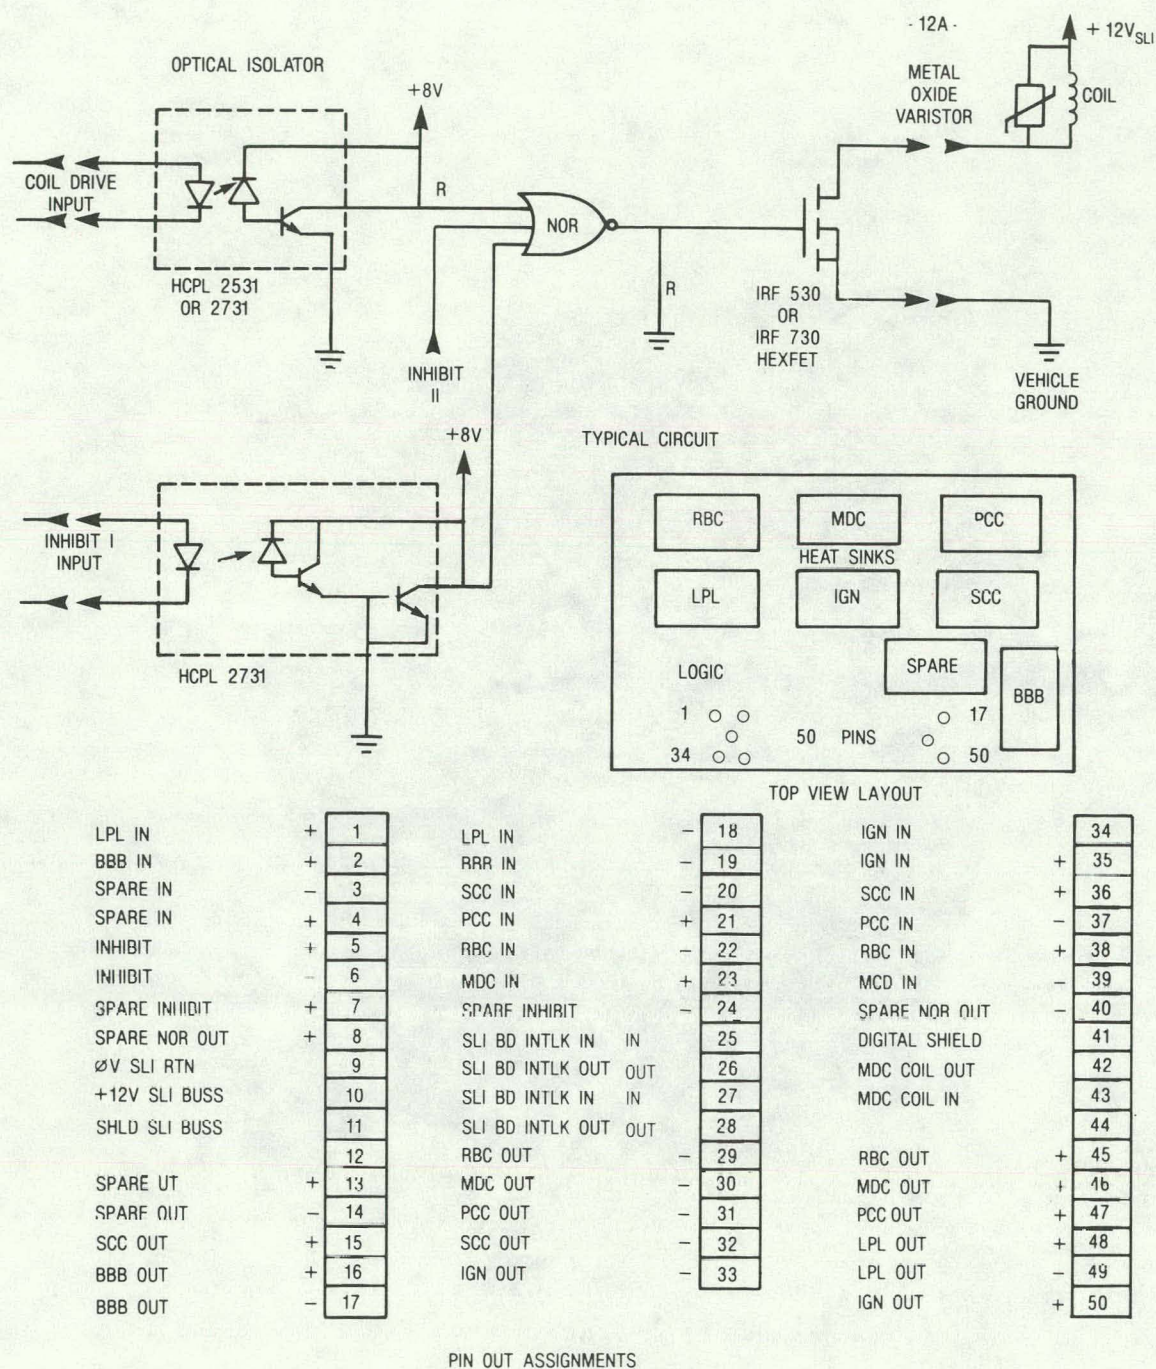 - 12A -
+ 12VSLI
OPTICAL ISOLATOR
+8V
METAL
OXIDE
VARISTOR
COIL
COIL DRIVE
INPUT
R
NOR
HCPL 2531
OR 2731
R
IRF 530
OR
IRF 730
HEXFET
INHIBIT
II
VEHICLE
GROUND
+8V
TYPICAL CIRCUIT
INHIBIT I
INPUT
HCPL 2731
RBC MDC PCC
HEAT SINKS
LPL IGN SCC
LOGIC SPARE BBB
1 17
50 PINS
34 50
TOP VIEW LAYOUT
LPL IN + 1
BBB IN + 2
SPARE IN – 3
SPARE IN + 4
INHIBIT + 5
INHIBIT – 6
SPARE INHIBIT + 7
SPARE NOR OUT + 8
ØV SLI RTN 9
+12V SLI BUSS 10
SHLD SLI BUSS 11
12
SPARE UT + 13
SPARE OUT – 14
SCC OUT + 15
BBB OUT + 16
BBB OUT – 17
LPL IN – 18
RRR IN – 19
SCC IN – 20
PCC IN + 21
RBC IN – 22
MDC IN + 23
SPARE INHIBIT – 24
SLI BD INTLK IN IN 25
SLI BD INTLK OUT OUT 26
SLI BD INTLK IN IN 27
SLI BD INTLK OUT OUT 28
RBC OUT – 29
MDC OUT – 30
PCC OUT – 31
SCC OUT – 32
IGN OUT – 33
IGN IN 34
IGN IN + 35
SCC IN + 36
PCC IN – 37
RBC IN + 38
MCD IN – 39
SPARE NOR OUT – 40
DIGITAL SHIELD 41
MDC COIL OUT 42
MDC COIL IN 43
44
RBC OUT + 45
MDC OUT + 46
PCC OUT + 47
LPL OUT + 48
LPL OUT – 49
IGN OUT + 50
PIN OUT ASSIGNMENTS